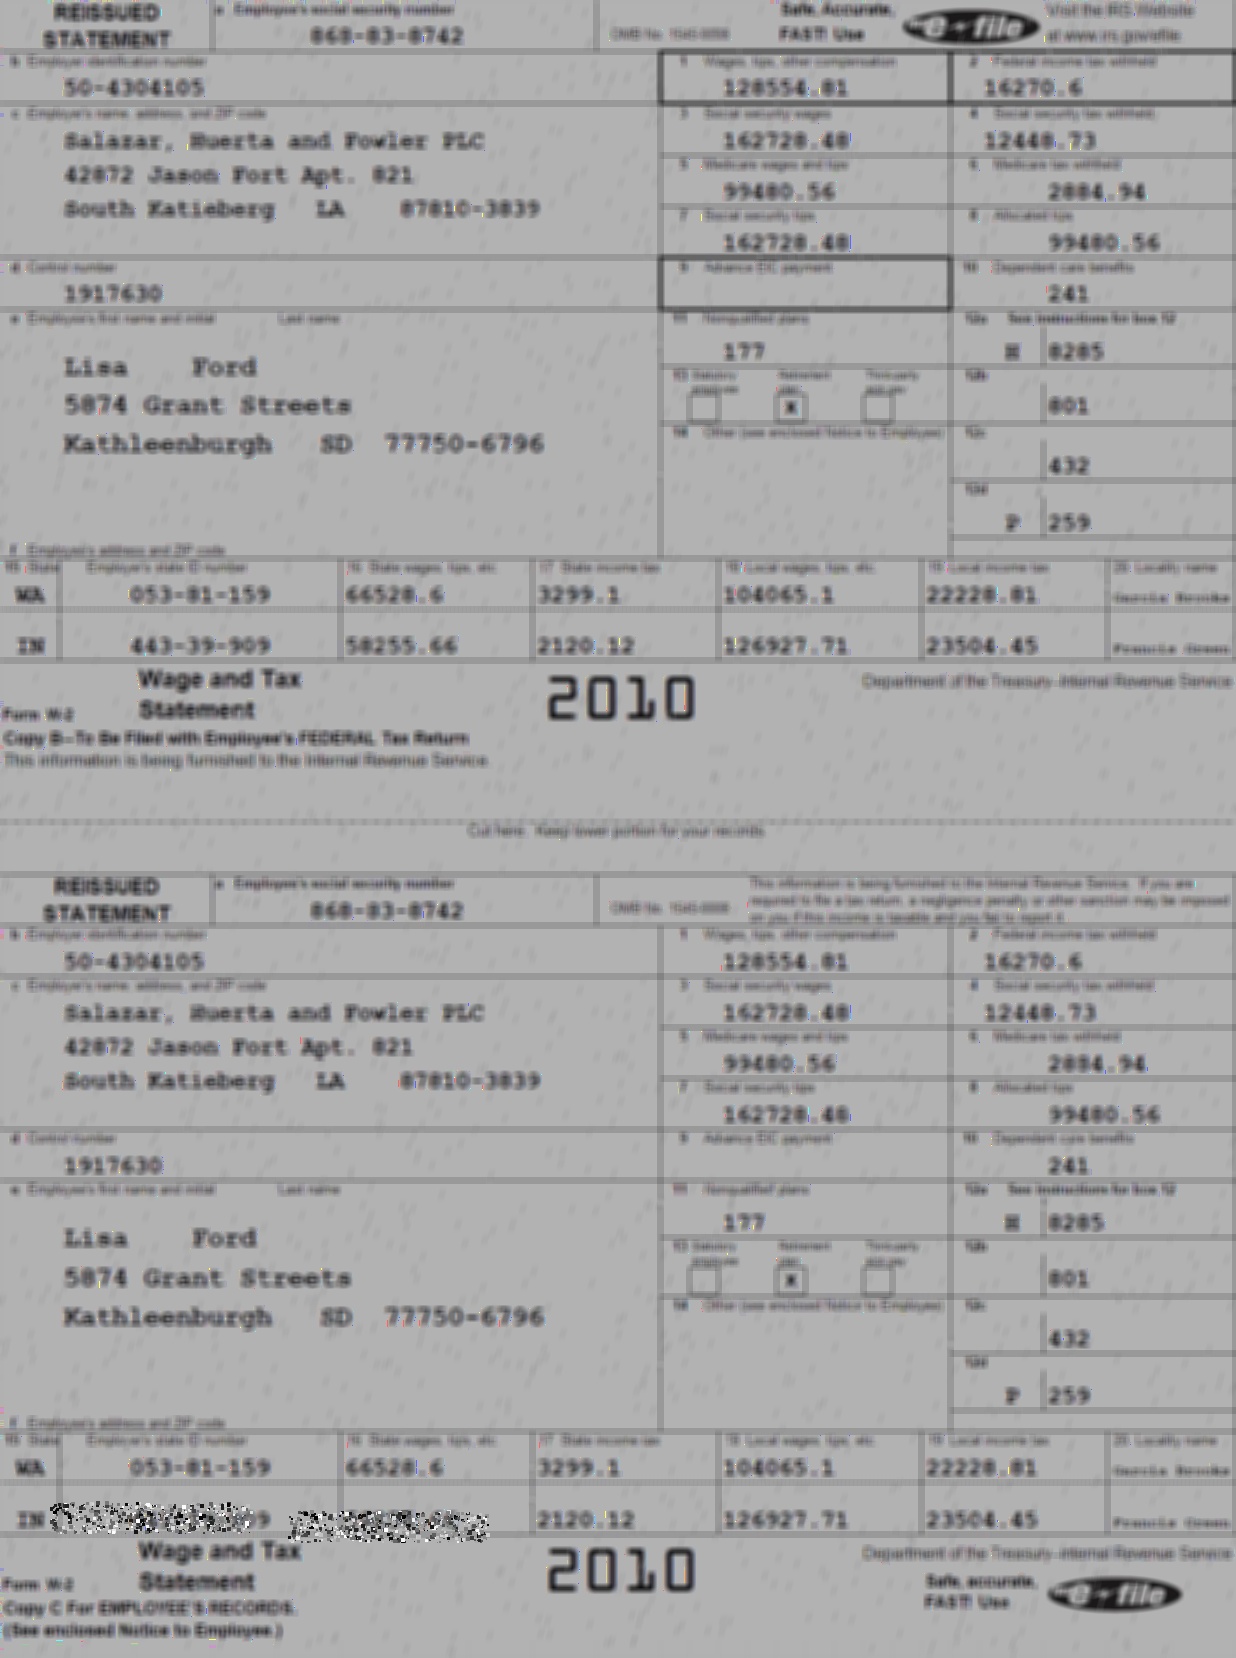 REISSUED STATEMENT
a Employee's social security number
868-83-8742
OMB No. 1545-0008
Safe, Accurate, FAST! Use
e file
Visit the IRS Website at www.irs.gov/efile.
b Employer identification number
50-4304105
1 Wages, tips, other compensation
128554.81
2 Federal income tax withheld
16270.6
c Employer's name, address, and ZIP code
Salazar, Huerta and Fowler PLC
42872 Jason Fort Apt. 821
South Katieberg LA 87810-3839
3 Social security wages
162728.48
4 Social security tax withheld
12448.73
5 Medicare wages and tips
99480.56
6 Medicare tax withheld
2884.94
7 Social security tips
162728.48
8 Allocated tips
99480.56
d Control number
1917630
9 Advance EIC payment
10 Dependent care benefits
241
e Employee's first name and initial Last name
Lisa Ford
5874 Grant Streets
Kathleenburgh SD 77750-6796
11 Nonqualified plans
177
12a See instructions for box 12
H 8285
13 Statutory employee
Retirement plan
X
Third-party sick pay
12b
801
14 Other (see enclosed Notice to Employee)
12c
432
12d
P 259
f Employee's address and ZIP code
15 State Employer's state ID number 16 State wages, tips, etc. 17 State income tax 18 Local wages, tips, etc. 19 Local income tax 20 Locality name
WA 053-81-159 66528.6 3299.1 104065.1 22228.81
IN 443-39-909 58255.66 2120.12 126927.71 23504.45
Form W-2
Wage and Tax Statement
2010
Department of the Treasury-Internal Revenue Service
Copy B--To Be Filed with Employee's FEDERAL Tax Return
This information is being furnished to the Internal Revenue Service.
Cut here. Keep lower portion for your records.
REISSUED STATEMENT
a Employee's social security number
868-83-8742
OMB No. 1545-0008
This information is being furnished to the Internal Revenue Service. If you are
required to file a tax return, a negligence penalty or other sanction may be imposed
on you if this income is taxable and you fail to report it.
b Employer identification number
50-4304105
1 Wages, tips, other compensation
128554.81
2 Federal income tax withheld
16270.6
c Employer's name, address, and ZIP code
Salazar, Huerta and Fowler PLC
42872 Jason Fort Apt. 821
South Katieberg LA 87810-3839
3 Social security wages
162728.48
4 Social security tax withheld
12448.73
5 Medicare wages and tips
99480.56
6 Medicare tax withheld
2884.94
7 Social security tips
162728.48
8 Allocated tips
99480.56
d Control number
1917630
9 Advance EIC payment
10 Dependent care benefits
241
e Employee's first name and initial Last name
Lisa Ford
5874 Grant Streets
Kathleenburgh SD 77750-6796
11 Nonqualified plans
177
12a See instructions for box 12
H 8285
13 Statutory employee
Retirement plan
X
Third-party sick pay
12b
801
14 Other (see enclosed Notice to Employee)
12c
432
12d
P 259
f Employee's address and ZIP code
15 State Employer's state ID number 16 State wages, tips, etc. 17 State income tax 18 Local wages, tips, etc. 19 Local income tax 20 Locality name
WA 053-81-159 66528.6 3299.1 104065.1 22228.81
IN 2120.12 126927.71 23504.45
Form W-2
Wage and Tax Statement
2010
Department of the Treasury-Internal Revenue Service
Copy C For EMPLOYEE'S RECORDS.
(See enclosed Notice to Employee.)
Safe, accurate, FAST! Use
e file